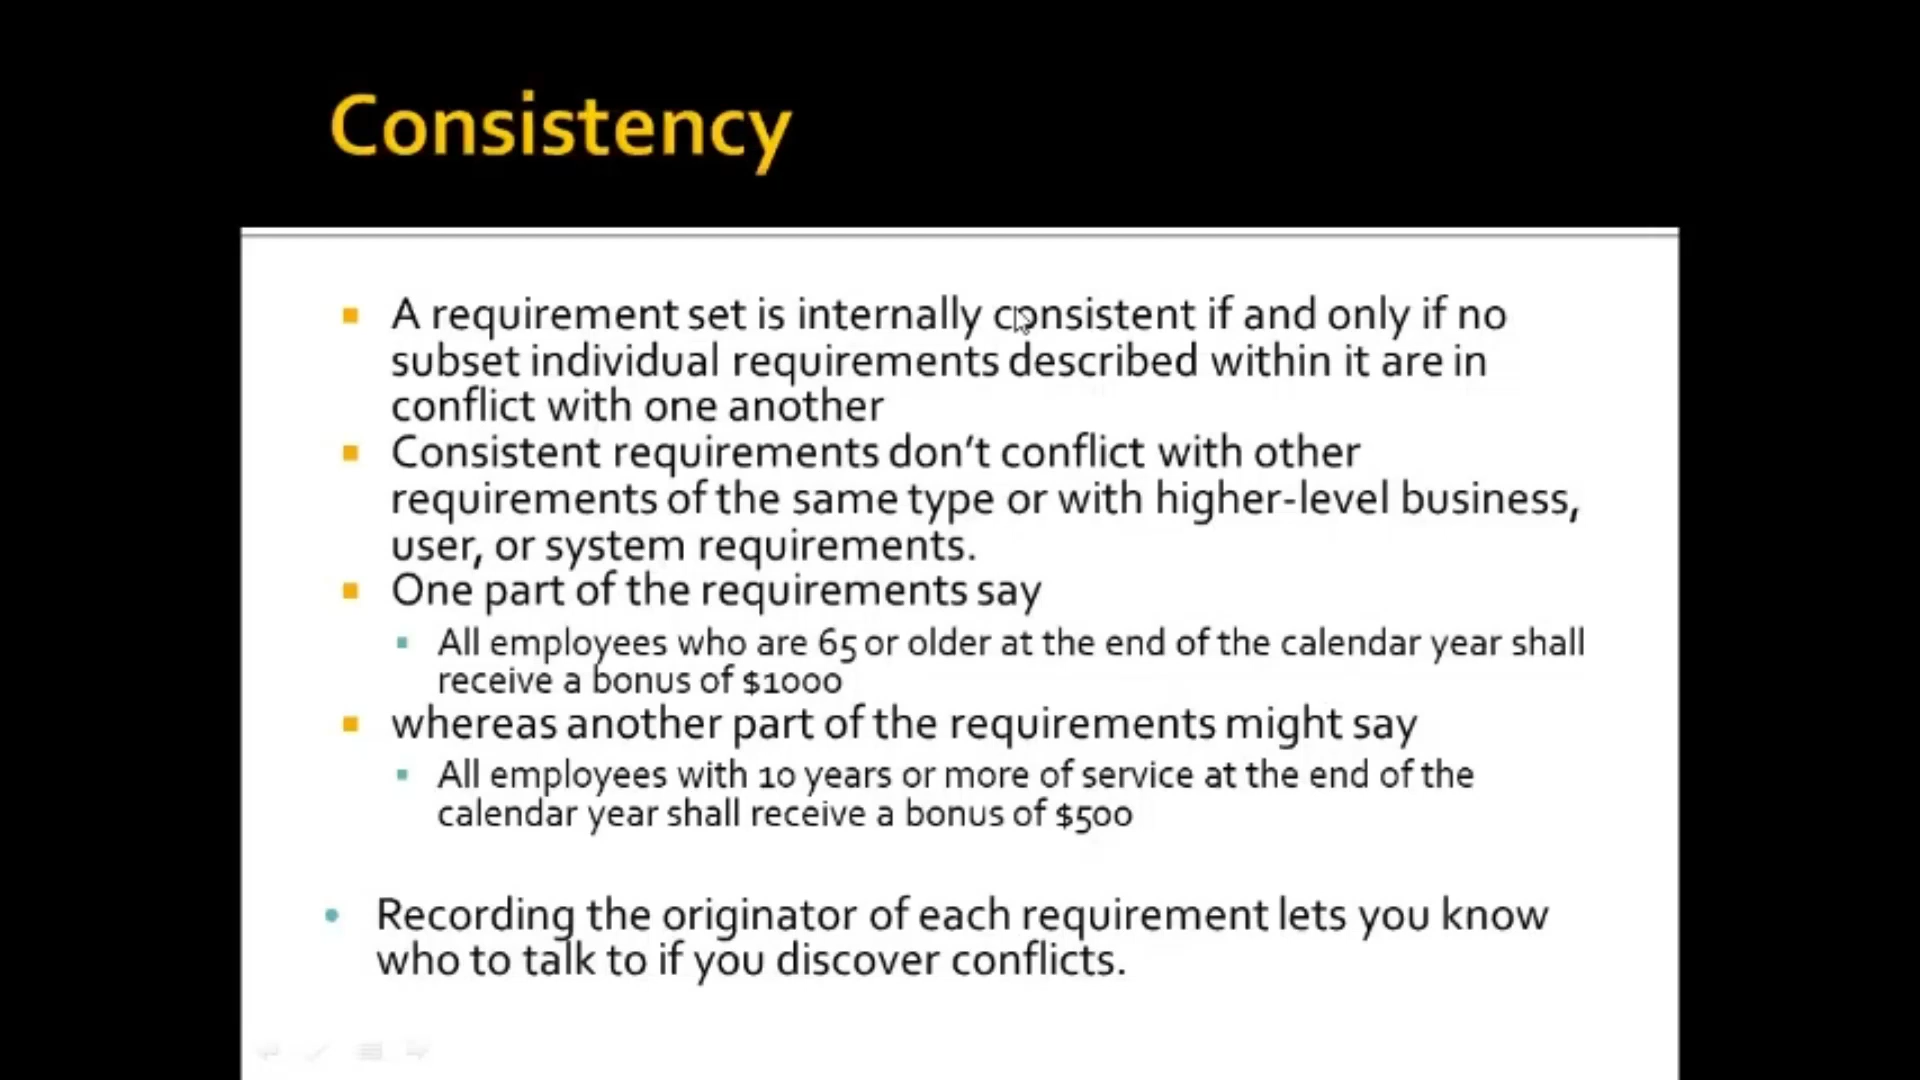 Consistency
A requirement set is internally consistent if and only if no
subset individual requirements described within it are in
conflict with one another
Consistent requirements don't conflict with other
requirements of the same type or with higher-level business,
user, or system requirements.
One part of the requirements say
All employees who are 65 or older at the end of the calendar year shall
receive a bonus of $1000
whereas another part of the requirements might say
All employees with 10 years or more of service at the end of the
calendar year shall receive a bonus of $500
Recording the originator of each requirement lets you know
who to talk to if you discover conflicts.